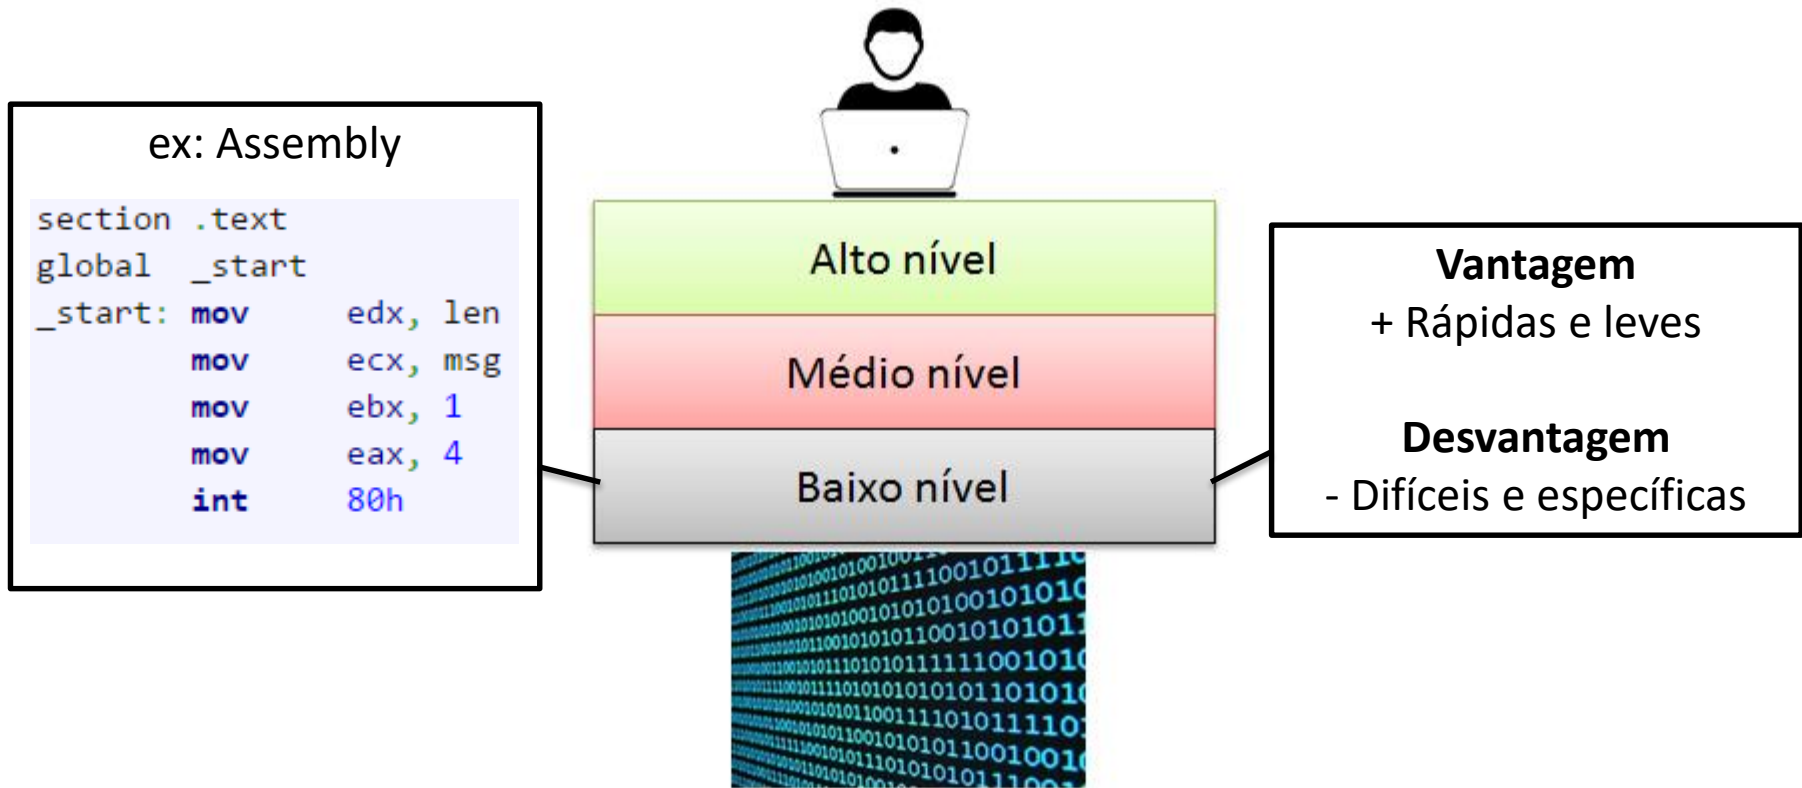 ex: Assembly
section .text
global _start
_start: mov edx, len
mov ecx, msg
mov ebx, 1
mov eax, 4
int 80h
Alto nível
Médio nível
Baixo nível
Vantagem
+ Rápidas e leves
Desvantagem
- Difíceis e específicas